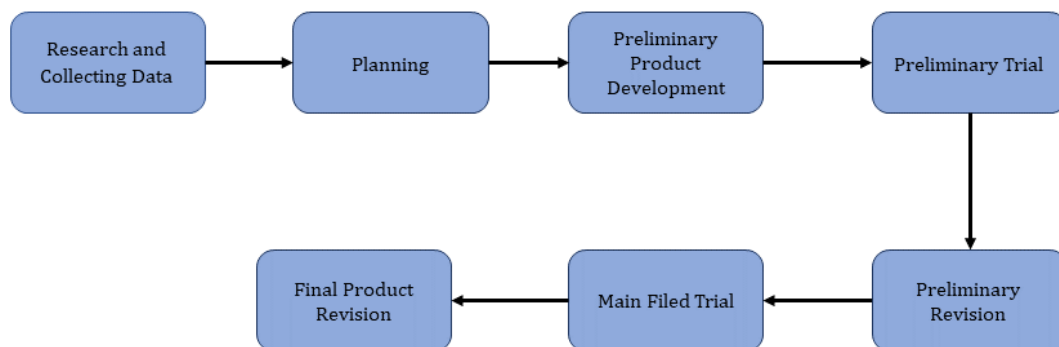 Research and
Collecting Data
Planning
Preliminary
Product
Development
Preliminary Trial
Preliminary
Revision
Main Filed Trial
Final Product
Revision